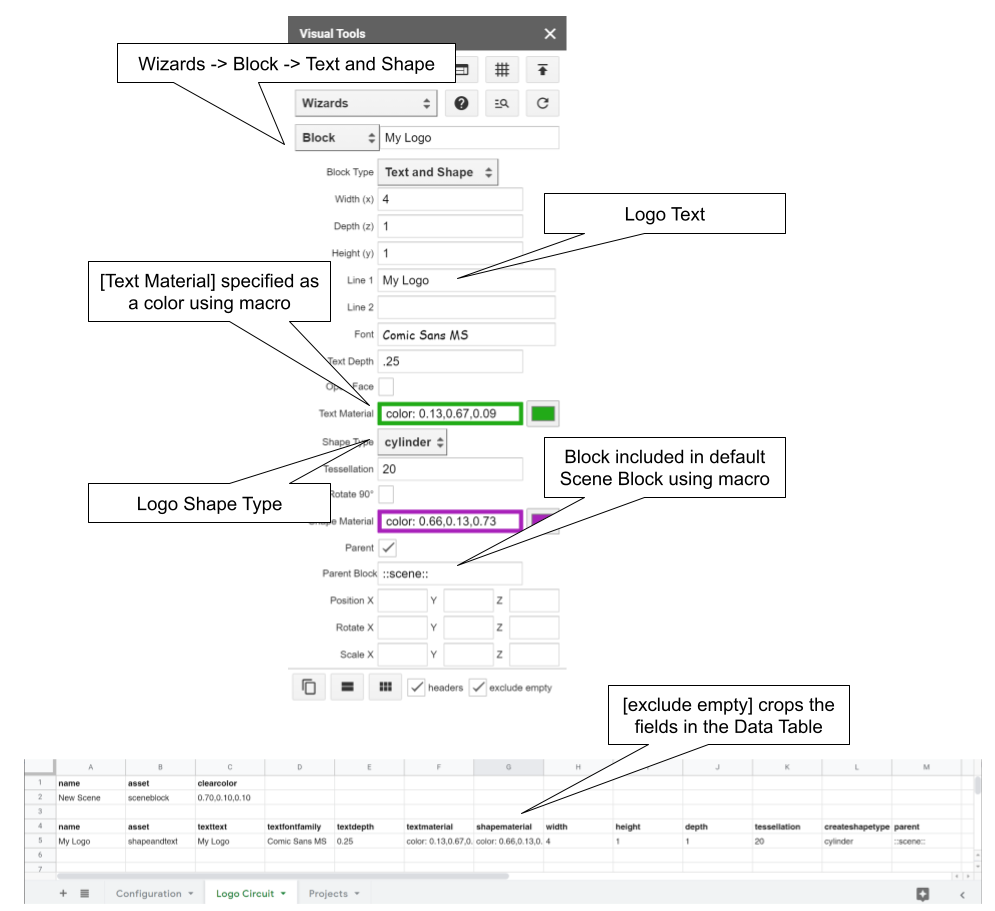 Visual Tools
Wizards -> Block -> Text and Shape
Wizards
Block My Logo
Block Type Text and Shape
Width (x) 4
Logo Text
Depth (z) 1
Height (y) 1
[Text Material] specified as
a color using macro
Line 1 My Logo
Line 2
Font Comic Sans MS
Text Depth .25
Face
Text Material color: 0.13,0.67,0.09
Shape Type cylinder
Block included in default
Scene Block using macro
Tessellation 20
Logo Shape Type
Rotate 90°
Material color: 0.66,0.13,0.73
Parent
Parent Block ::scene::
Position X Y Z
Rotate X Y Z
Scale X Y Z
headers exclude empty
[exclude empty] crops the
fields in the Data Table
A B C D E F G H J K L M
1 name asset clearcolor
2 New Scene sceneblock 0.70,0.10,0.10
3
4 name asset texttext textfontfamily textdepth textmaterial shapematerial width height depth tessellation createshapetype parent
5 My Logo shapeandtext My Logo Comic Sans MS 0.25 color: 0.13,0.67,0. color: 0.66,0.13,0. 4 1 1 20 cylinder ::scene::
6
7
Configuration Logo Circuit Projects